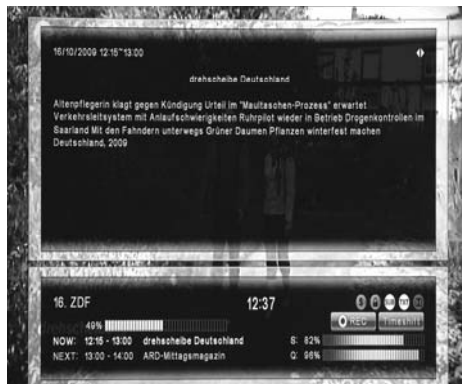 16/10/2009 12:15~13:00
drehscheibe Deutschland
Altenpflegerin klagt gegen Kündigung Urteil im "Maultaschen-Prozess" erwartet
Verkehrsleitsystem mit Anlaufschwierigkeiten Ruhrpilot wieder in Betrieb Drogenkontrollen im
Saarland Mit den Fahndern unterwegs Grüner Daumen Pflanzen winterfest machen
Deutschland, 2009
16. ZDF
12:37
SUB TXT
49%
REC Timeshift
NOW: 12:15 - 13:00 drehscheibe Deutschland S: 82%
NEXT: 13:00 - 14:00 ARD-Mittagsmagazin Q: 96%